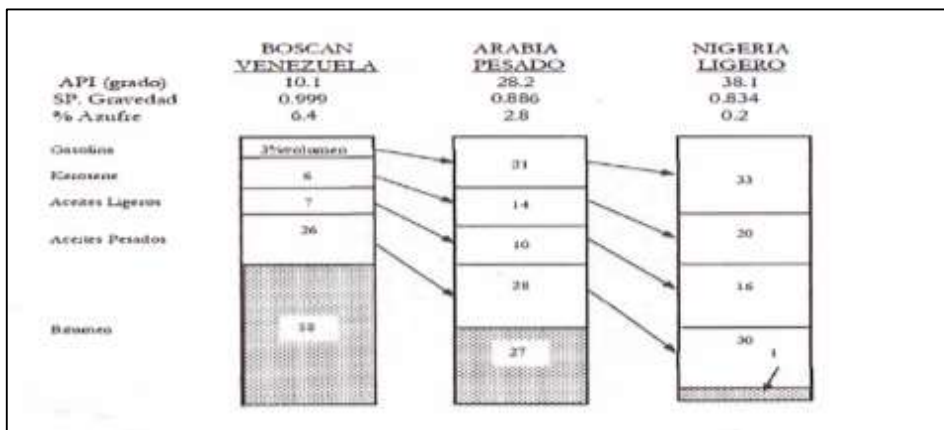 BOSCAN ARABIA NIGERIA
VENEZUELA PESADO LIGERO
API (grado) 10.1 28.2 38.1
SP. Gravedad 0.999 0.886 0.834
% Azufre 6.4 2.8 0.2
Gasolina 3%volumen 21 33
Kerosene 6 14 20
Aceites Ligeros 7 10 16
Aceites Pesados 26 28 30
Bitumen 58 27 1